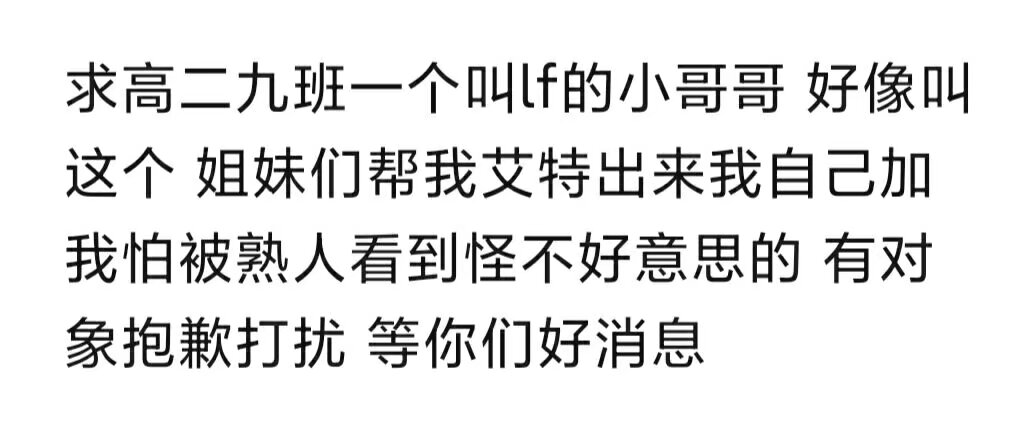 求高二九班一个叫lf的小哥哥 好像叫
这个 姐妹们帮我艾特出来我自己加
我怕被熟人看到怪不好意思的 有对
象抱歉打扰 等你们好消息